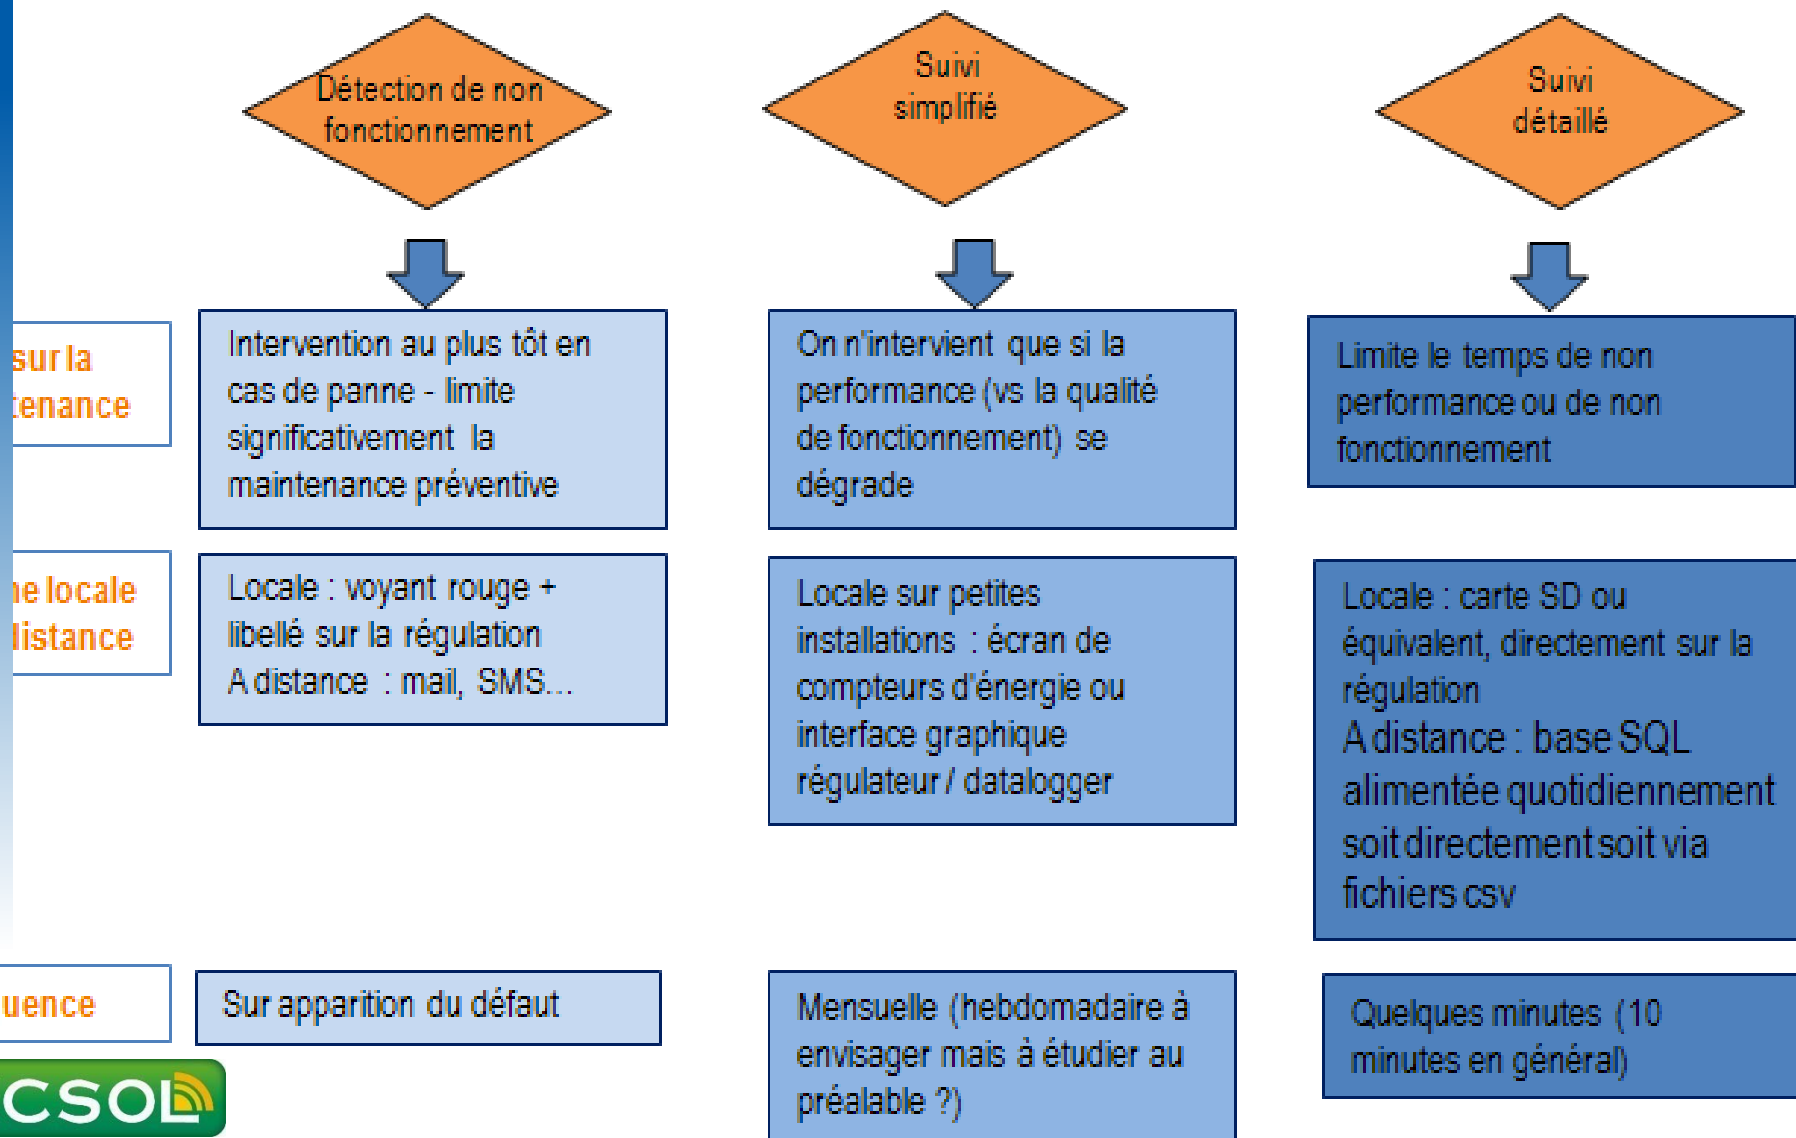 Détection de non
fonctionnement
Suivi
simplifié
Suivi
détaillé
sur la
tenance
Intervention au plus tôt en
cas de panne - limite
significativement la
maintenance préventive
On n'intervient que si la
performance (vs la qualité
de fonctionnement) se
dégrade
Limite le temps de non
performance ou de non
fonctionnement
ne locale
distance
Locale : voyant rouge +
libellé sur la régulation
A distance : mail, SMS...
Locale sur petites
installations : écran de
compteurs d'énergie ou
interface graphique
régulateur / datalogger
Locale : carte SD ou
équivalent, directement sur la
régulation
A distance : base SQL
alimentée quotidiennement
soit directement soit via
fichiers csv
uence
Sur apparition du défaut
Mensuelle (hebdomadaire à
envisager mais à étudier au
préalable ?)
Quelques minutes (10
minutes en général)
CSOL